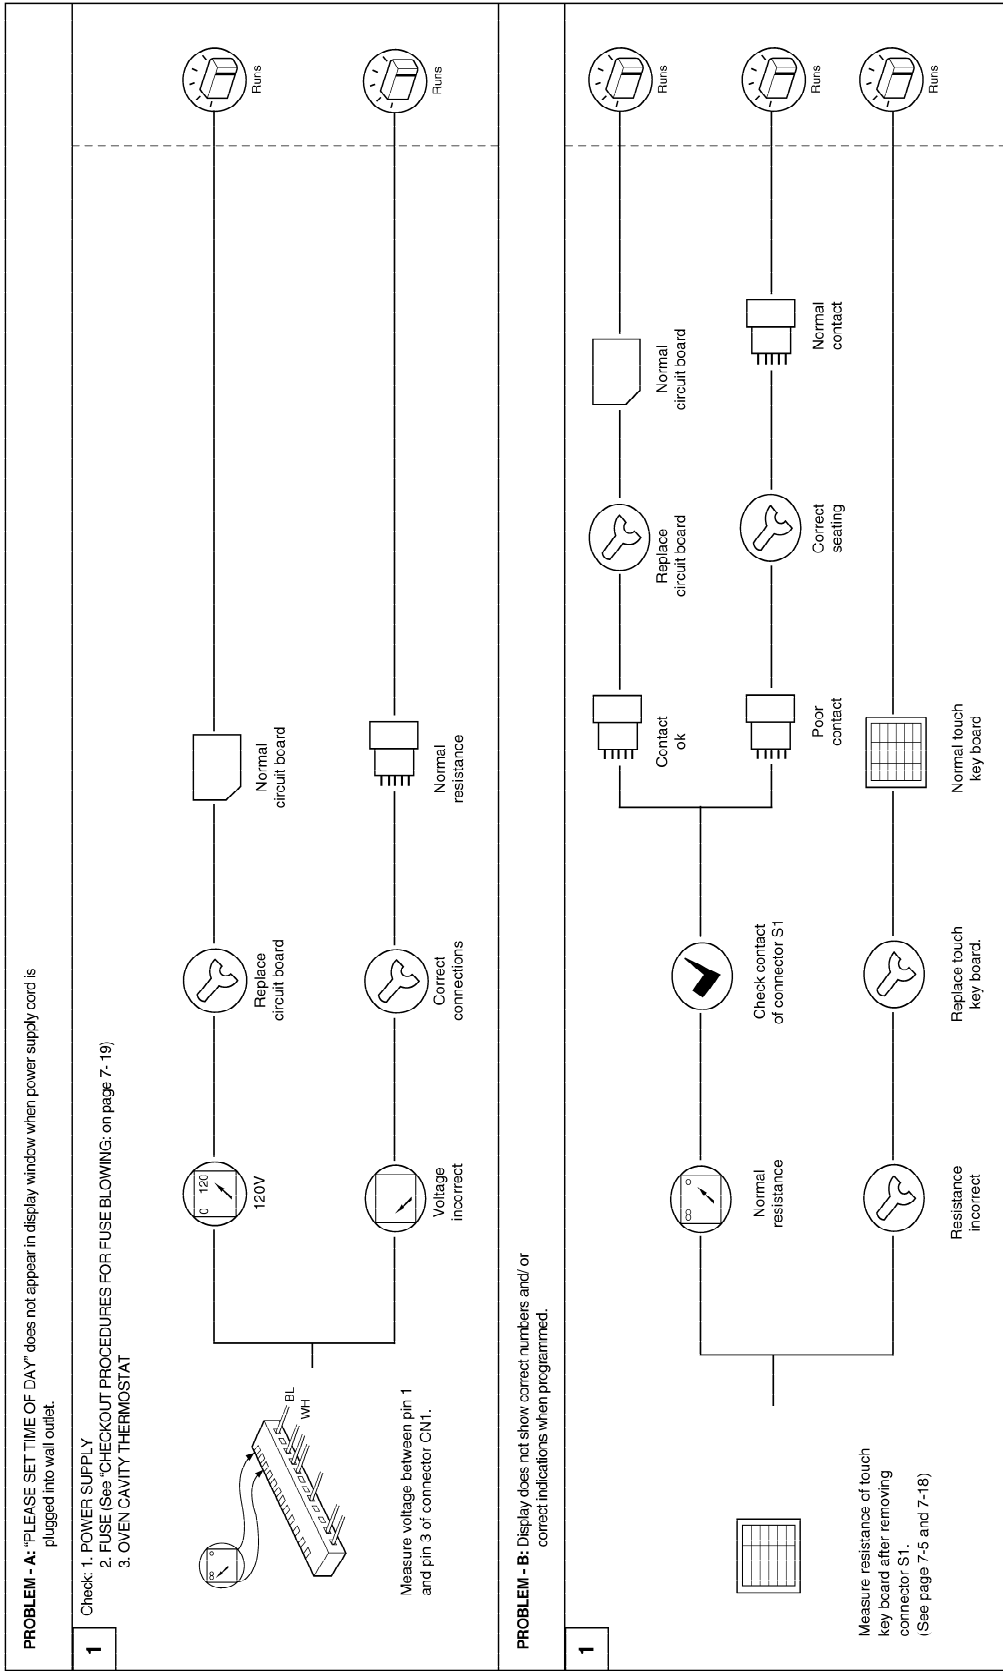 PROBLEM - A: "PLEASE SET TIME OF DAY" does not appear in display window when power supply cord is
plugged into wall outlet.
1
Check: 1. POWER SUPPLY
2. FUSE (See "CHECKOUT PROCEDURES FOR FUSE BLOWING: on page 7- 19)
3. OVEN CAVITY THERMOSTAT
∞ 0
BL
WH
Measure voltage between pin 1
and pin 3 of connector CN1.
0 120
120V
Replace
circuit board
Normal
circuit board
Runs
Voltage
incorrect
Correct
connections
Normal
resistance
Runs
PROBLEM - B: Display does not show correct numbers and/ or
correct indications when programmed.
1
Measure resistance of touch
key board after removing
connector S1.
(See page 7-5 and 7-18)
∞ 0
Normal
resistance
Check contact
of connector S1
Contact
ok
Replace
circuit board
Normal
circuit board
Runs
Poor
contact
Correct
seating
Normal
contact
Runs
Resistance
incorrect
Replace touch
key board.
Normal touch
key board
Runs